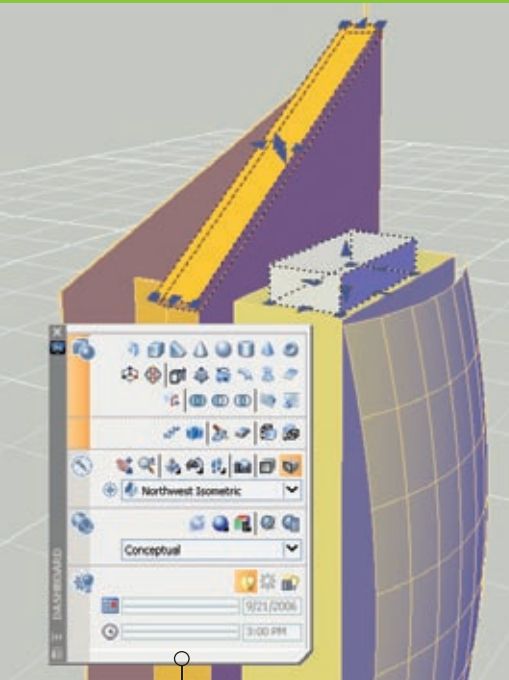 Northwest Isometric
Conceptual
9/21/2006
3:00 PM
DASHBOARD